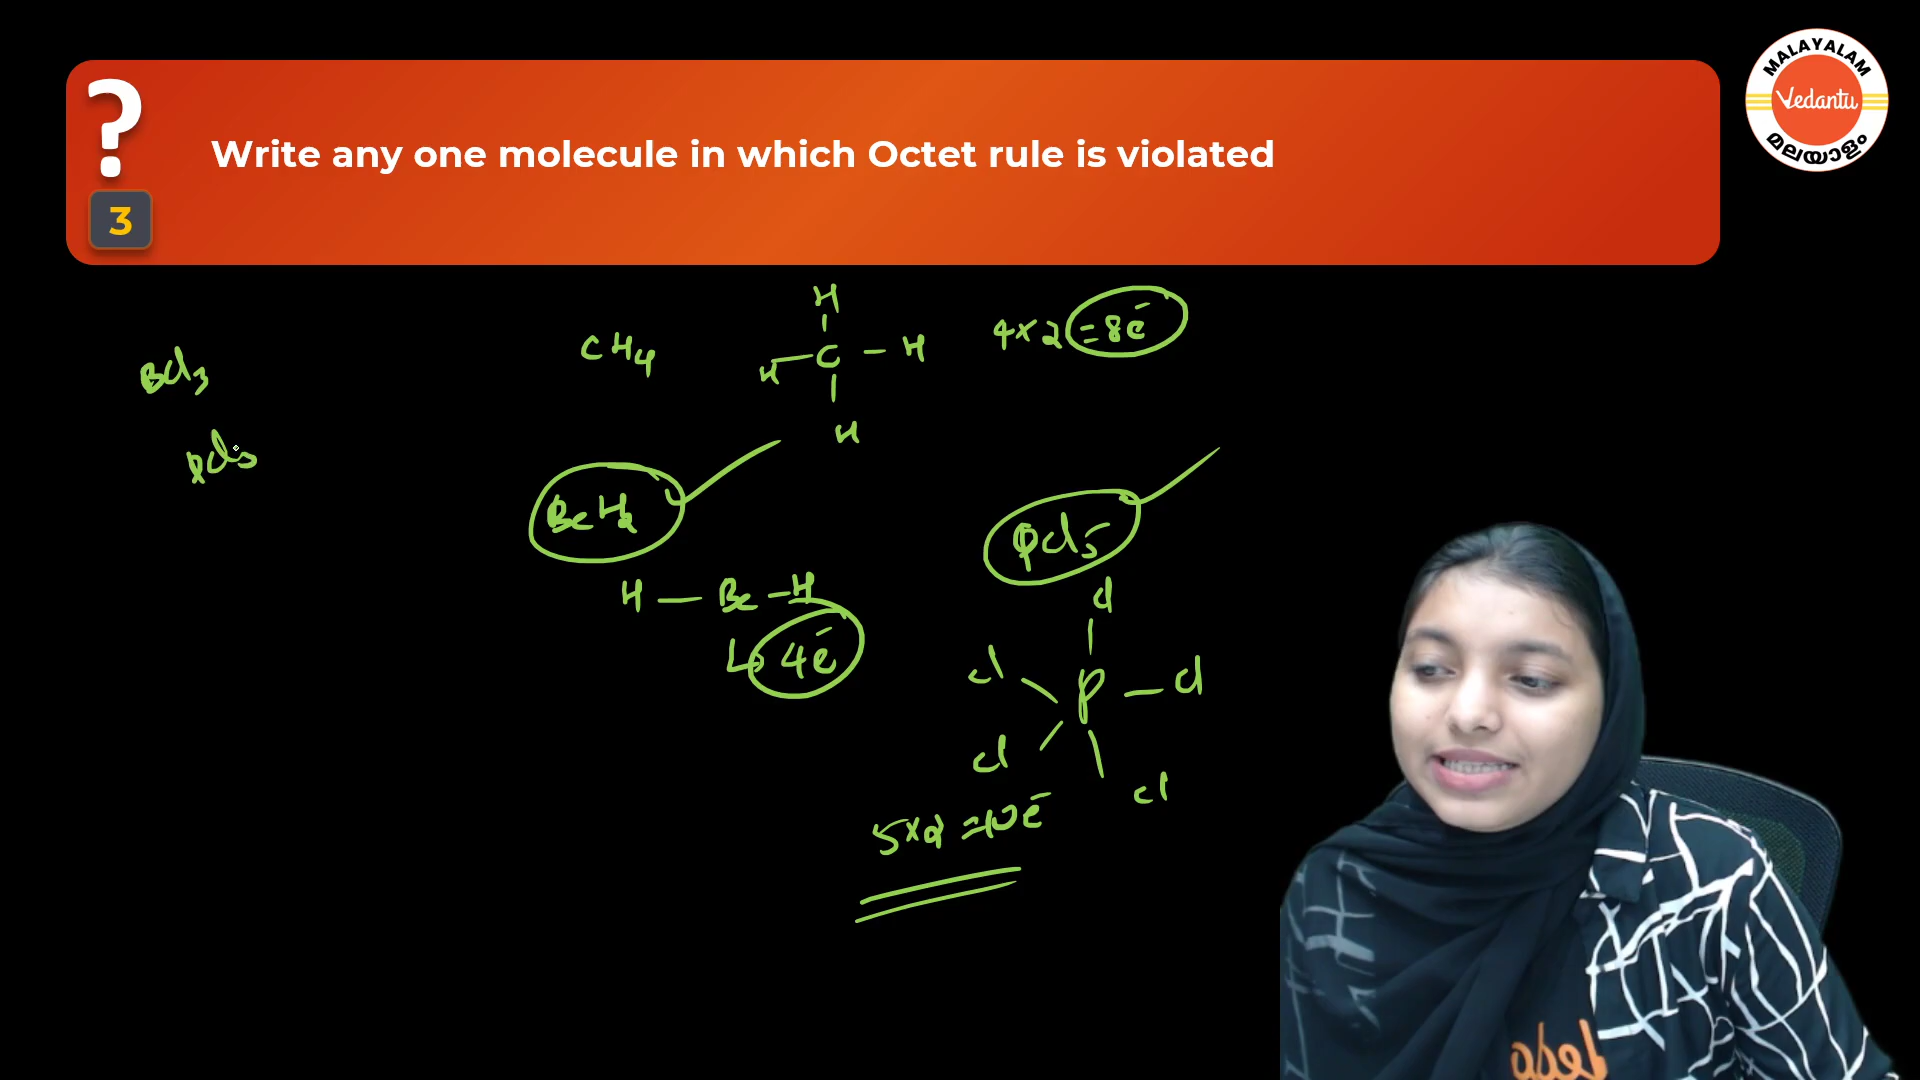 ?
3
Write any one molecule in which Octet rule is violated
MALAYALAM
Vedantu
മലയാളം
BCl3
PCl5
CH4
H
H – C – H
H
4 × 2 = 8e⁻
BeH2
H – Be – H
↳ 4e⁻
PCl5
Cl
Cl
P – Cl
Cl
Cl
5 × 2 = 10e⁻